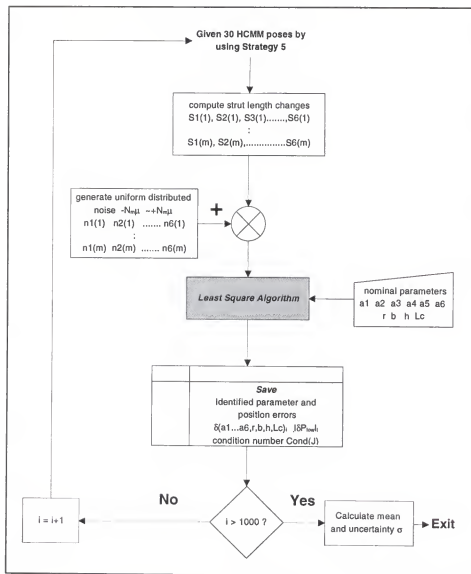 Given 30 HCMM poses by
using Strategy 5
compute strut length changes
S1(1), S2(1), S3(1).......,S6(1)
:
S1(m), S2(m),...............S6(m)
generate uniform distributed
noise -Nmμ ~+Nmμ
n1(1) n2(1) ....... n6(1)
:
n1(m) n2(m) ....... n6(m)
+
Least Square Algorithm
nominal parameters
a1 a2 a3 a4 a5 a6
r b h Lc
Save
Identified parameter and
position errors
δ(a1...a6,r,b,h,Lc)i
condition number Cond(J)
No
Yes
i = i+1
i > 1000 ?
Calculate mean
and uncertainty σ
Exit